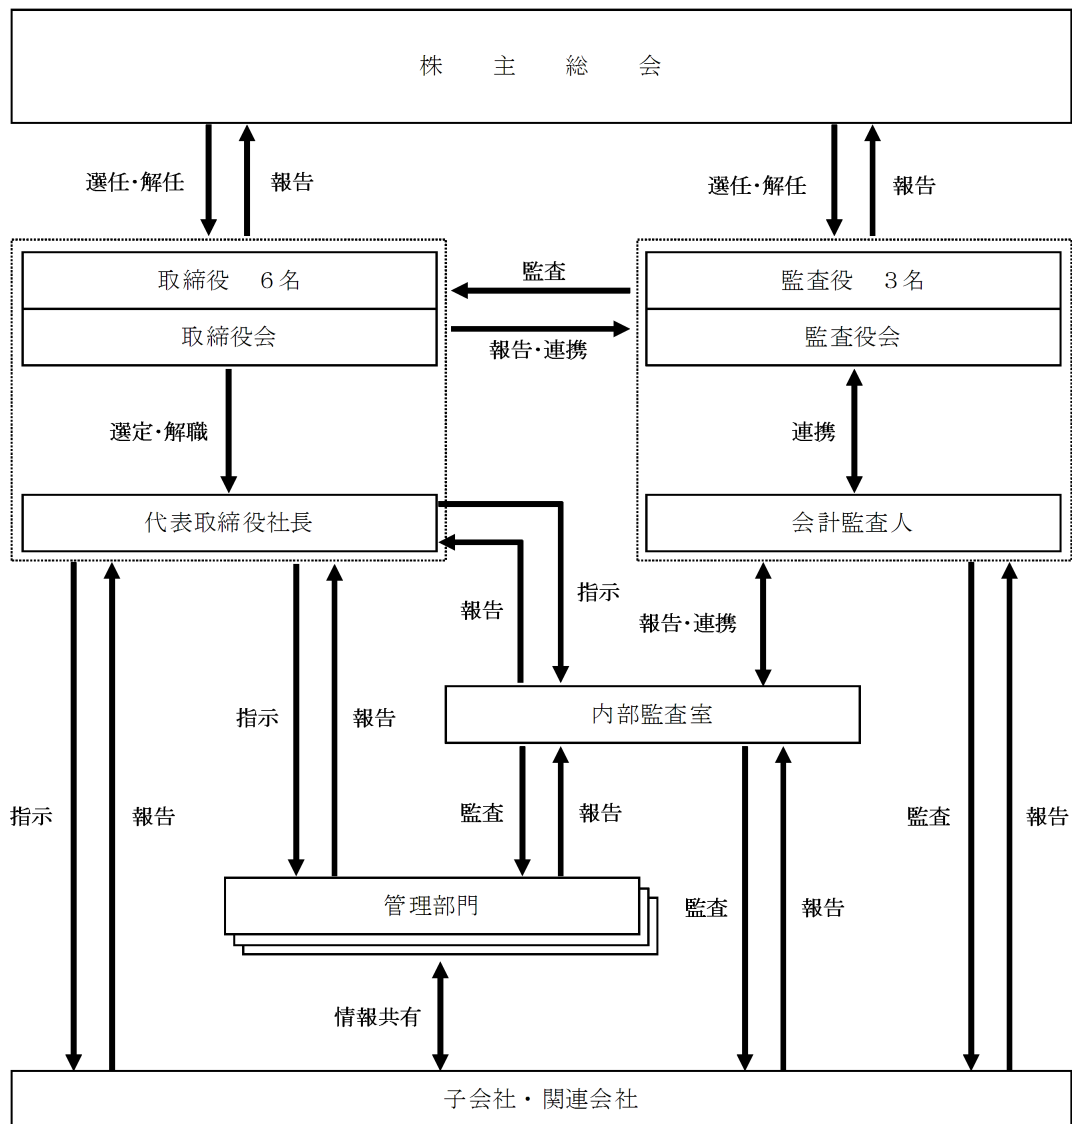 株　主　総　会
選任・解任
報告
選任・解任
報告
取締役　６名
監査
監査役　３名
取締役会
報告・連携
監査役会
選定・解職
連携
代表取締役社長
会計監査人
報告
指示
報告・連携
指示
報告
内部監査室
指示
報告
監査
報告
監査
報告
管理部門
監査
報告
情報共有
子会社・関連会社